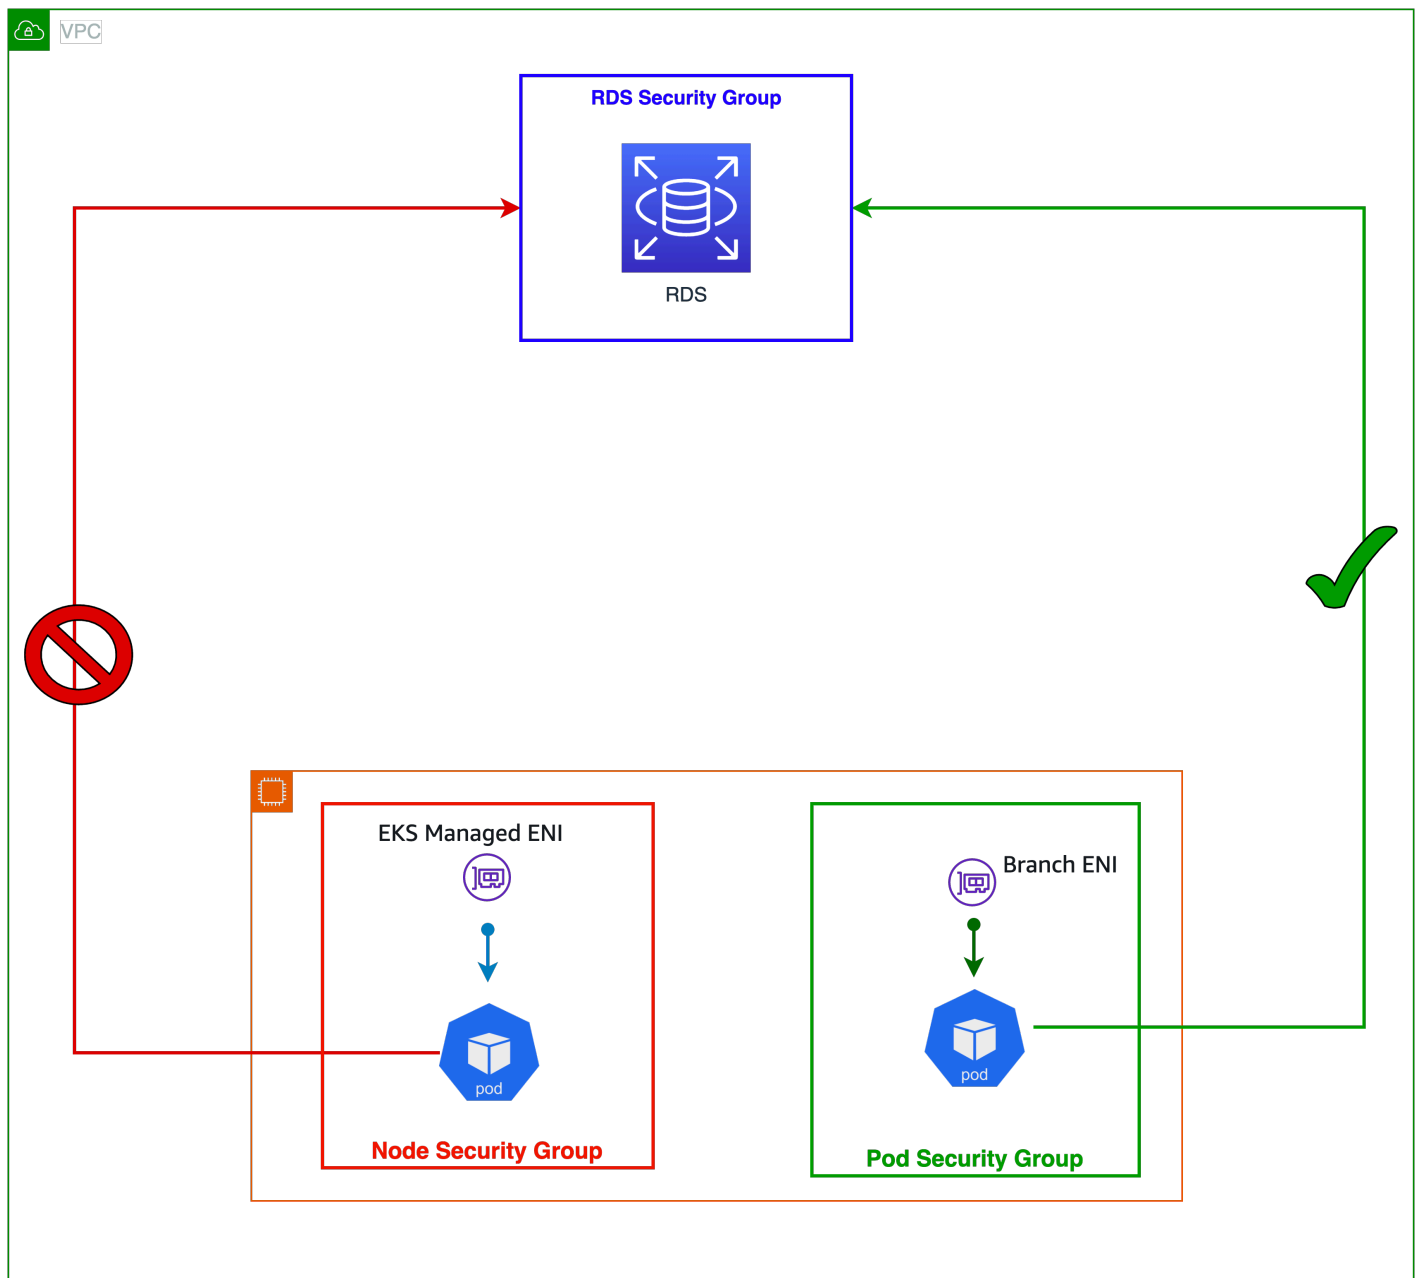 VPC
RDS Security Group
RDS
EKS Managed ENI
Branch ENI
pod
pod
Node Security Group
Pod Security Group